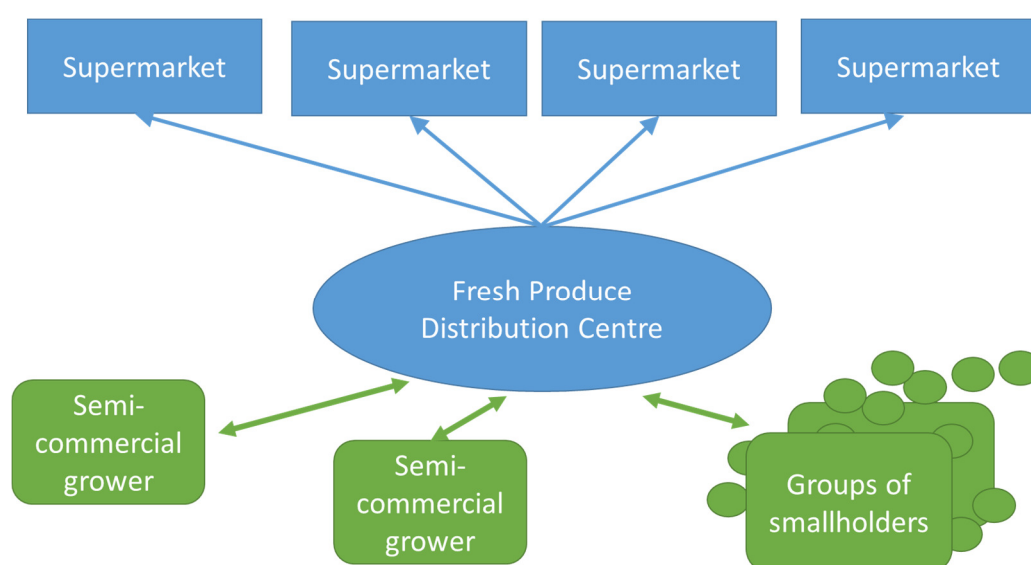 Supermarket
Supermarket
Supermarket
Supermarket
Fresh Produce
Distribution Centre
Semi-
commercial
grower
Semi-
commercial
grower
Groups of
smallholders